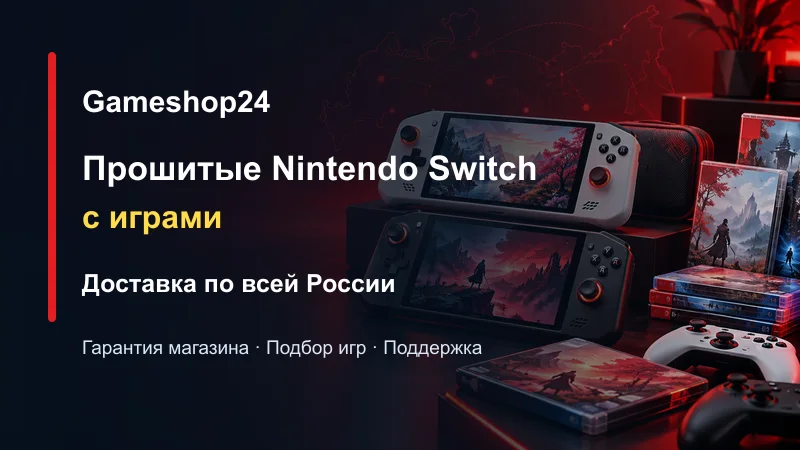 Gameshop24
Прошитые Nintendo Switch
с играми
Доставка по всей России
Гарантия магазина · Подбор игр · Поддержка